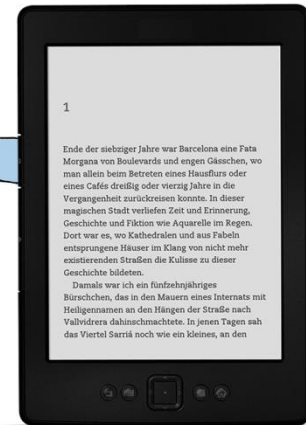 1
Ende der siebziger Jahre war Barcelona eine Fata
Morgana von Boulevards und engen Gässchen, wo
man allein beim Betreten eines Hausflurs oder
eines Cafés dreißig oder vierzig Jahre in die
Vergangenheit zurückreisen konnte. In dieser
magischen Stadt verliefen Zeit und Erinnerung,
Geschichte und Fiktion wie Aquarelle im Regen.
Dort war es, wo Kathedralen und aus Fabeln
entsprungene Häuser im Klang von nicht mehr
existierenden Straßen die Kulisse zu dieser
Geschichte bildeten.
Damals war ich ein fünfzehnjähriges
Bürschchen, das in den Mauern eines Internats mit
Heiligennamen an den Hängen der Straße nach
Vallvidrera dahinschmachtete. In jenen Tagen sah
das Viertel Sarriá noch wie ein kleines, an den